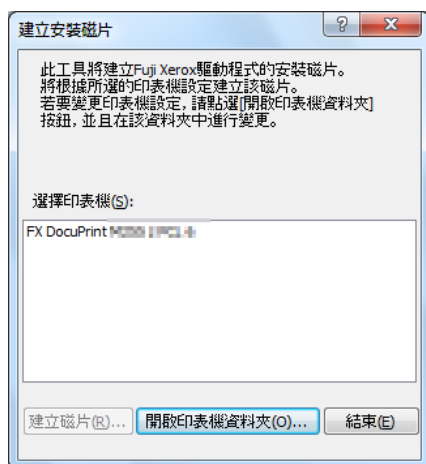 建立安裝磁片
此工具將建立Fuji Xerox驅動程式的安裝磁片。
將根據所選的印表機設定建立該磁片。
若要變更印表機設定, 請點選[開啟印表機資料夾]
按鈕, 並且在該資料夾中進行變更。
選擇印表機(S):
FX DocuPrint
建立磁片(R)... 開啟印表機資料夾(O)... 結束(E)